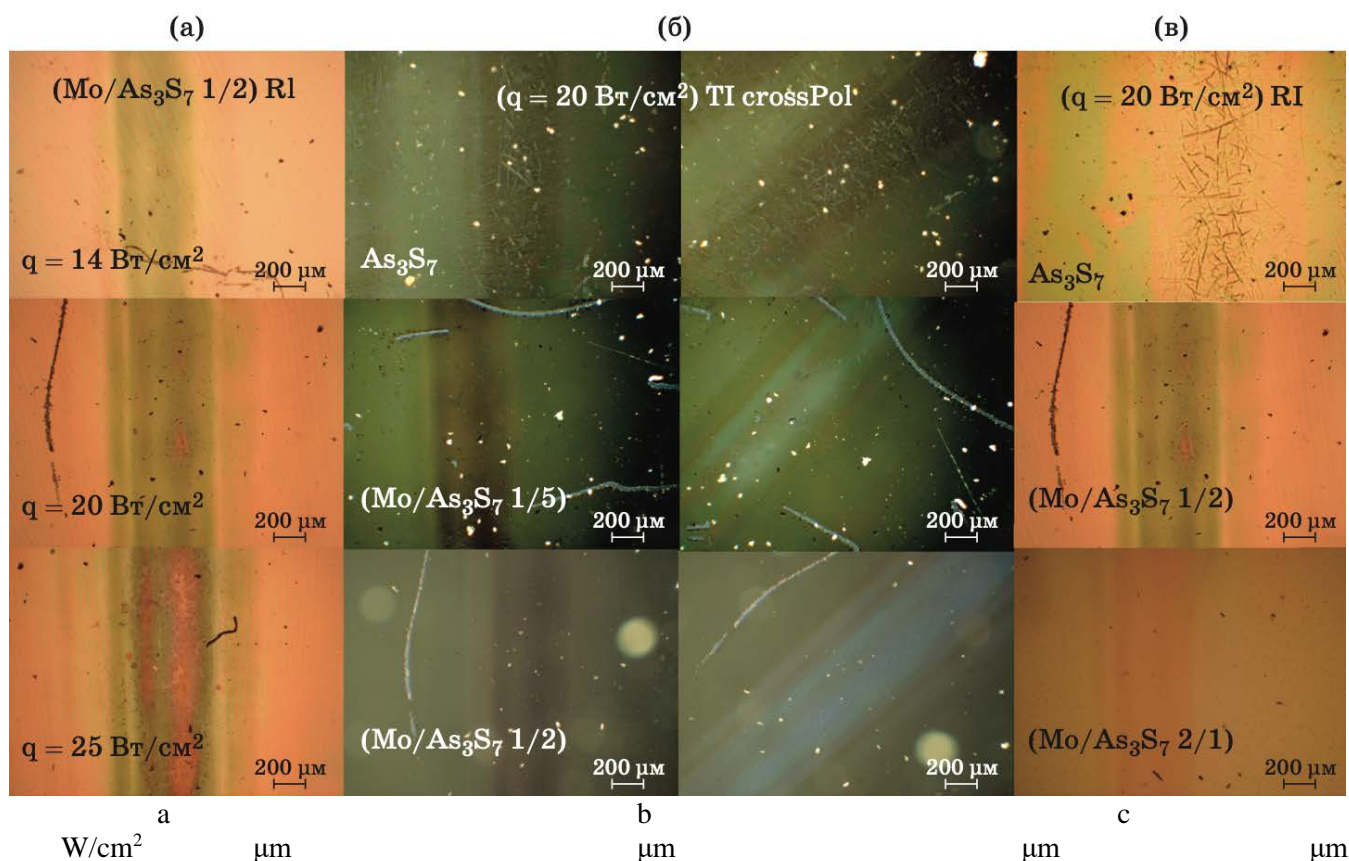 (а) (б) (в)
(Mo/As₃S₇ 1/2) Rl
(q = 20 Вт/см²) TI crossPol
(q = 20 Вт/см²) RI
q = 14 Вт/см²
200 µм
As₃S₇
200 µм
200 µм
As₃S₇
200 µм
q = 20 Вт/см²
200 µм
(Mo/As₃S₇ 1/5)
200 µм
200 µм
(Mo/As₃S₇ 1/2)
200 µм
q = 25 Вт/см²
200 µм
(Mo/As₃S₇ 1/2)
200 µм
200 µм
(Mo/As₃S₇ 2/1)
200 µм
a b c
W/cm² µm µm µm µm